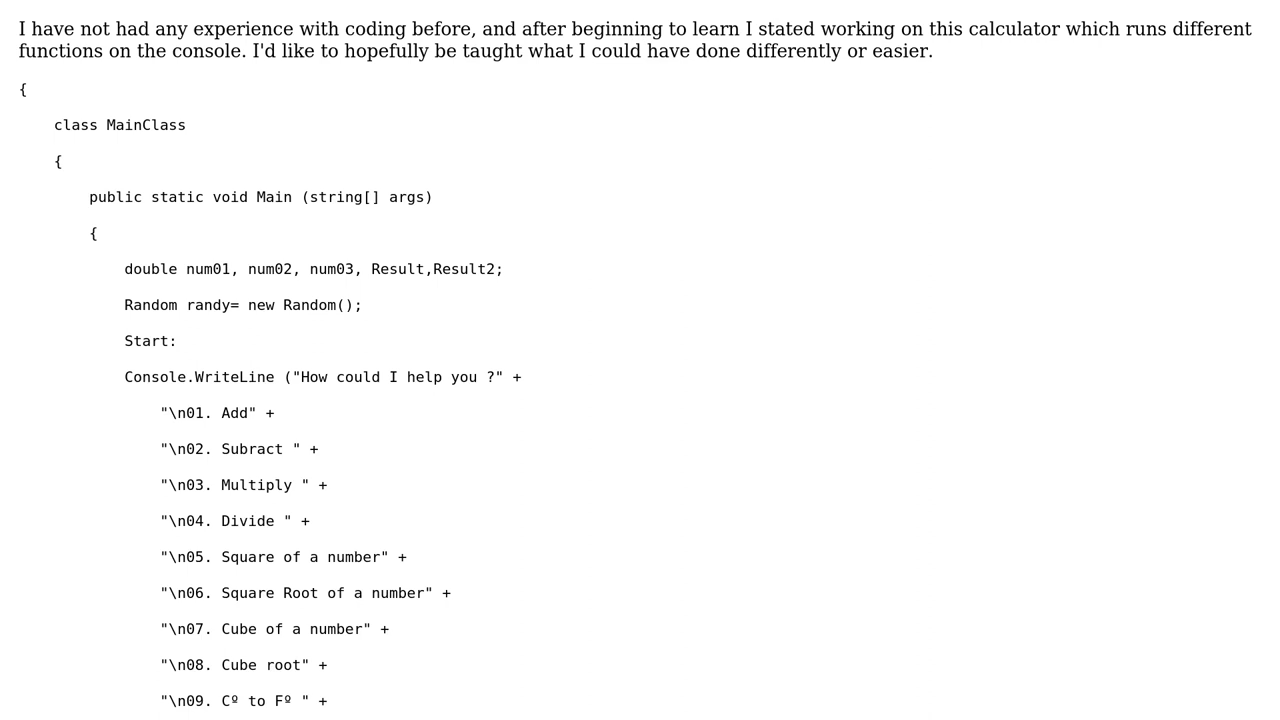 I have not had any experience with coding before, and after beginning to learn I stated working on this calculator which runs different
functions on the console. I'd like to hopefully be taught what I could have done differently or easier.
{
    class MainClass
    {
        public static void Main (string[] args)
        {
            double num01, num02, num03, Result,Result2;
            Random randy= new Random();
            Start:
            Console.WriteLine ("How could I help you ?" +
                "\n01. Add" +
                "\n02. Subract " +
                "\n03. Multiply " +
                "\n04. Divide " +
                "\n05. Square of a number" +
                "\n06. Square Root of a number" +
                "\n07. Cube of a number" +
                "\n08. Cube root" +
                "\n09. Cº to Fº " +